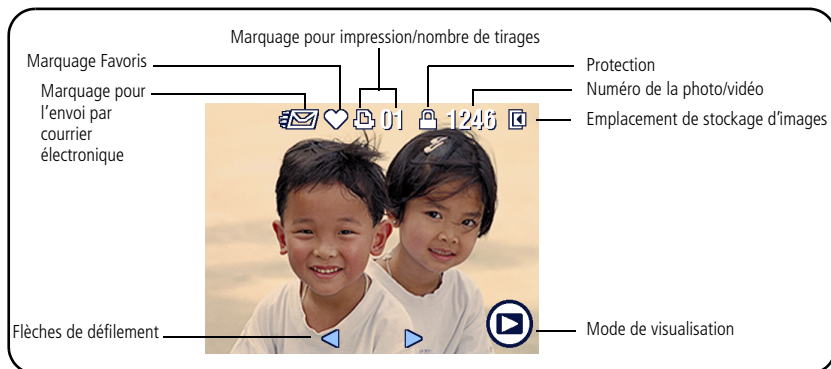 Marquage pour impression/nombre de tirages
Marquage Favoris
Marquage pour
l’envoi par
courrier
électronique
Protection
Numéro de la photo/vidéo
Emplacement de stockage d’images
01 1246
Flèches de défilement
Mode de visualisation